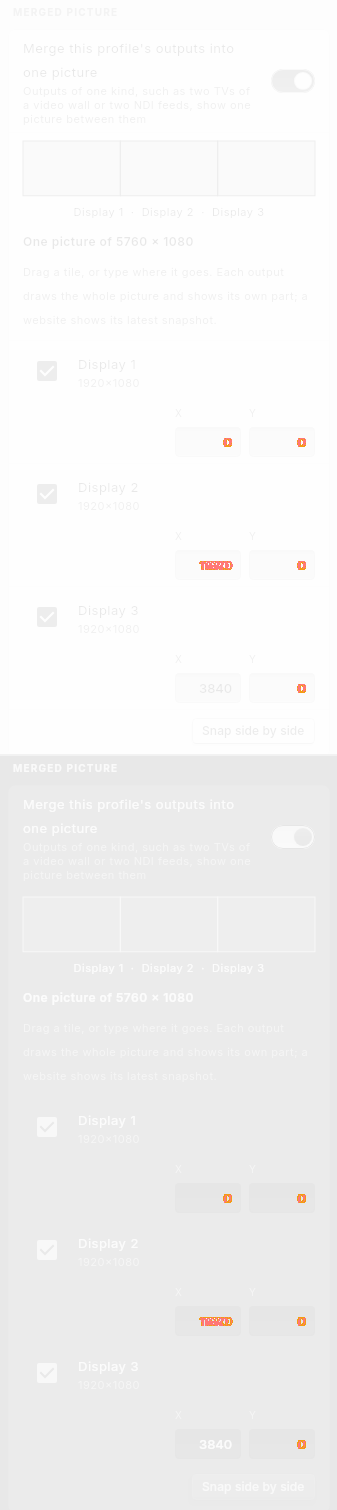 MERGED PICTURE
Merge this profile's outputs into
one picture
Outputs of one kind, such as two TVs of
a video wall or two NDI feeds, show one
picture between them
Display 1 · Display 2 · Display 3
One picture of 5760 × 1080
Drag a tile, or type where it goes. Each output
draws the whole picture and shows its own part; a
website shows its latest snapshot.
Display 1
1920×1080
X Y
0 0
Display 2
1920×1080
X Y
0
Display 3
1920×1080
X Y
3840 0
Snap side by side
MERGED PICTURE
Merge this profile's outputs into
one picture
Outputs of one kind, such as two TVs of
a video wall or two NDI feeds, show one
picture between them
Display 1 · Display 2 · Display 3
One picture of 5760 × 1080
Drag a tile, or type where it goes. Each output
draws the whole picture and shows its own part; a
website shows its latest snapshot.
Display 1
1920×1080
X Y
0 0
Display 2
1920×1080
X Y
0
Display 3
1920×1080
X Y
3840 0
Snap side by side